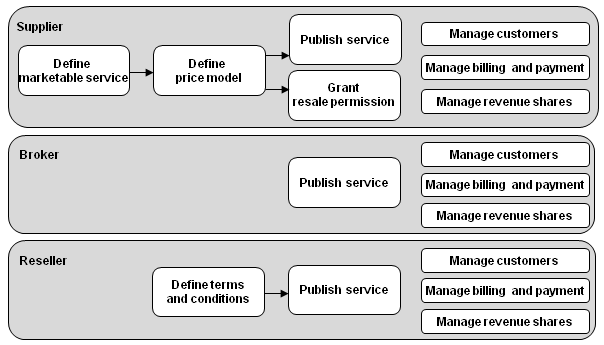 Supplier
Define
marketable service
Define
price model
Publish service
Grant
resale permission
Manage customers
Manage billing and payment
Manage revenue shares
Broker
Publish service
Manage customers
Manage billing and payment
Manage revenue shares
Reseller
Define terms
and conditions
Publish service
Manage customers
Manage billing and payment
Manage revenue shares